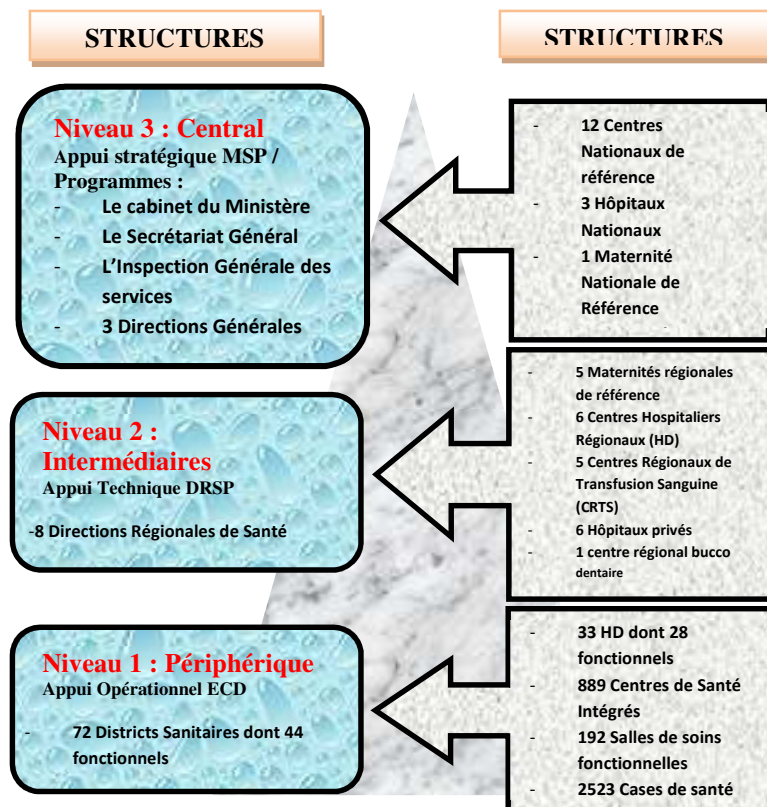 STRUCTURES
Niveau 3 : Central
Appui stratégique MSP /
Programmes :
- Le cabinet du Ministère
- Le Secrétariat Général
- L’Inspection Générale des
services
- 3 Directions Générales
Niveau 2 :
Intermédiaires
Appui Technique DRSP
-8 Directions Régionales de Santé
Niveau 1 : Périphérique
Appui Opérationnel ECD
- 72 Districts Sanitaires dont 44
fonctionnels
STRUCTURES
- 12 Centres
Nationaux de
référence
- 3 Hôpitaux
Nationaux
- 1 Maternité
Nationale de
Référence
- 5 Maternités régionales
de référence
- 6 Centres Hospitaliers
Régionaux (HD)
- 5 Centres Régionaux de
Transfusion Sanguine
(CRTS)
- 6 Hôpitaux privés
- 1 centre régional bucco
dentaire
- 33 HD dont 28
fonctionnels
- 889 Centres de Santé
Intégrés
- 192 Salles de soins
fonctionnelles
- 2523 Cases de santé